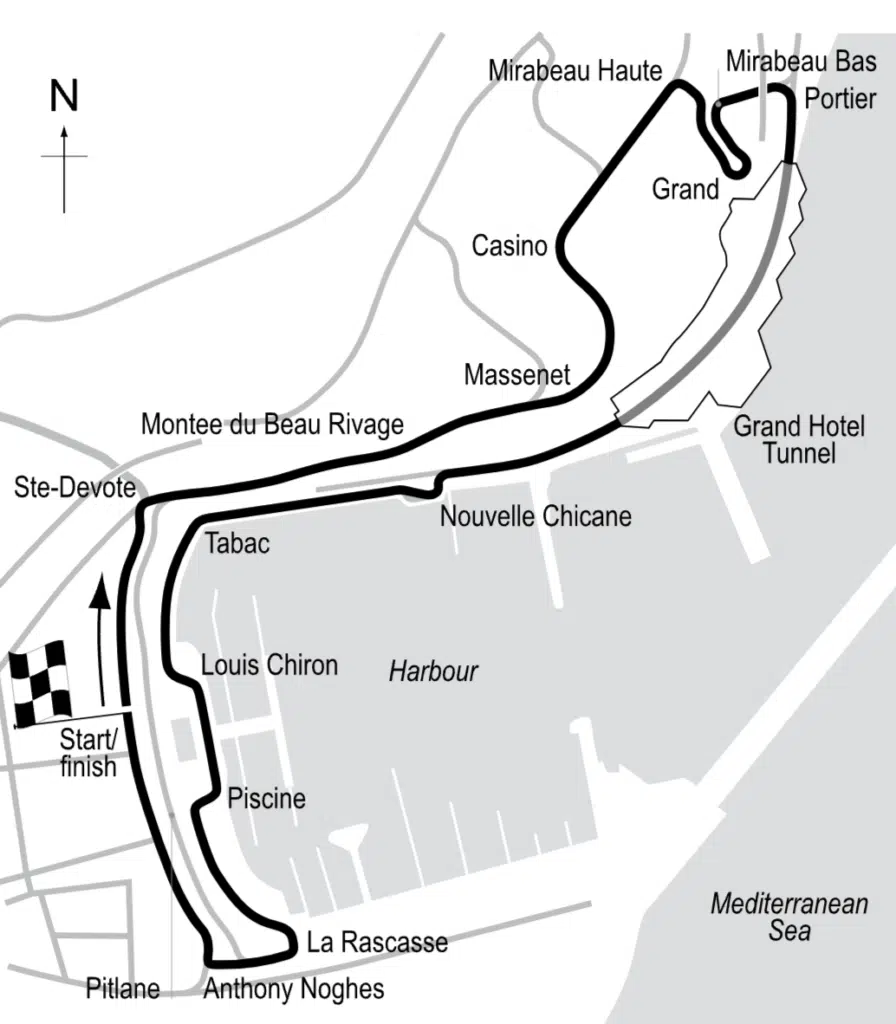 N
Mirabeau Haute
Mirabeau Bas
Portier
Grand
Casino
Massenet
Montee du Beau Rivage
Grand Hotel
Tunnel
Ste-Devote
Nouvelle Chicane
Tabac
Louis Chiron
Harbour
Start/
finish
Piscine
Mediterranean
Sea
La Rascasse
Pitlane
Anthony Noghes